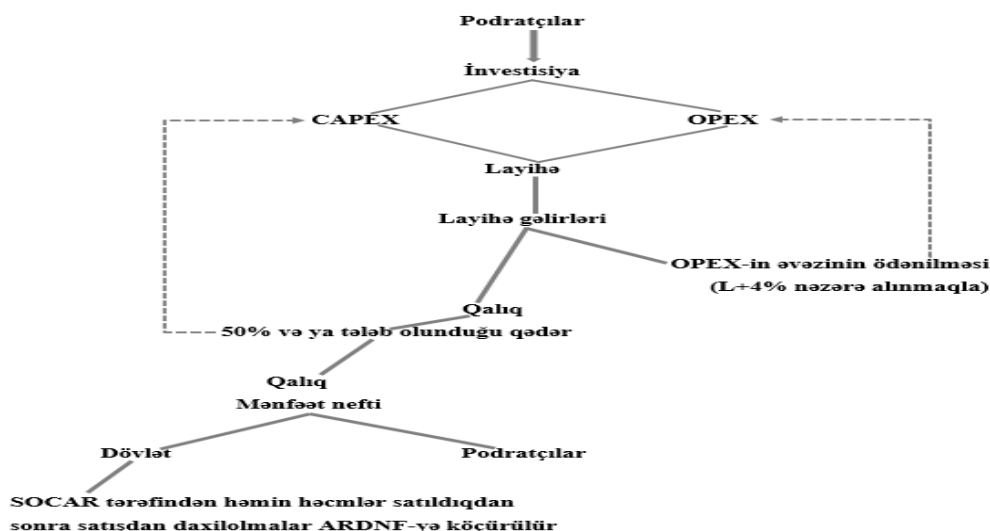 Podratçılar
İnvestisiya
CAPEX
OPEX
Layihə
Layihə gəlirləri
OPEX-in əvəzinin ödənilməsi
(L+4% nəzərə alınmaqla)
Qalıq
50% və ya tələb olunduğu qədər
Qalıq
Mənfəət nefti
Dövlət
Podratçılar
SOCAR tərəfindən həmin həcmlər satıldıqdan
sonra satışdan daxilolmalar ARDNF-yə köçürülür